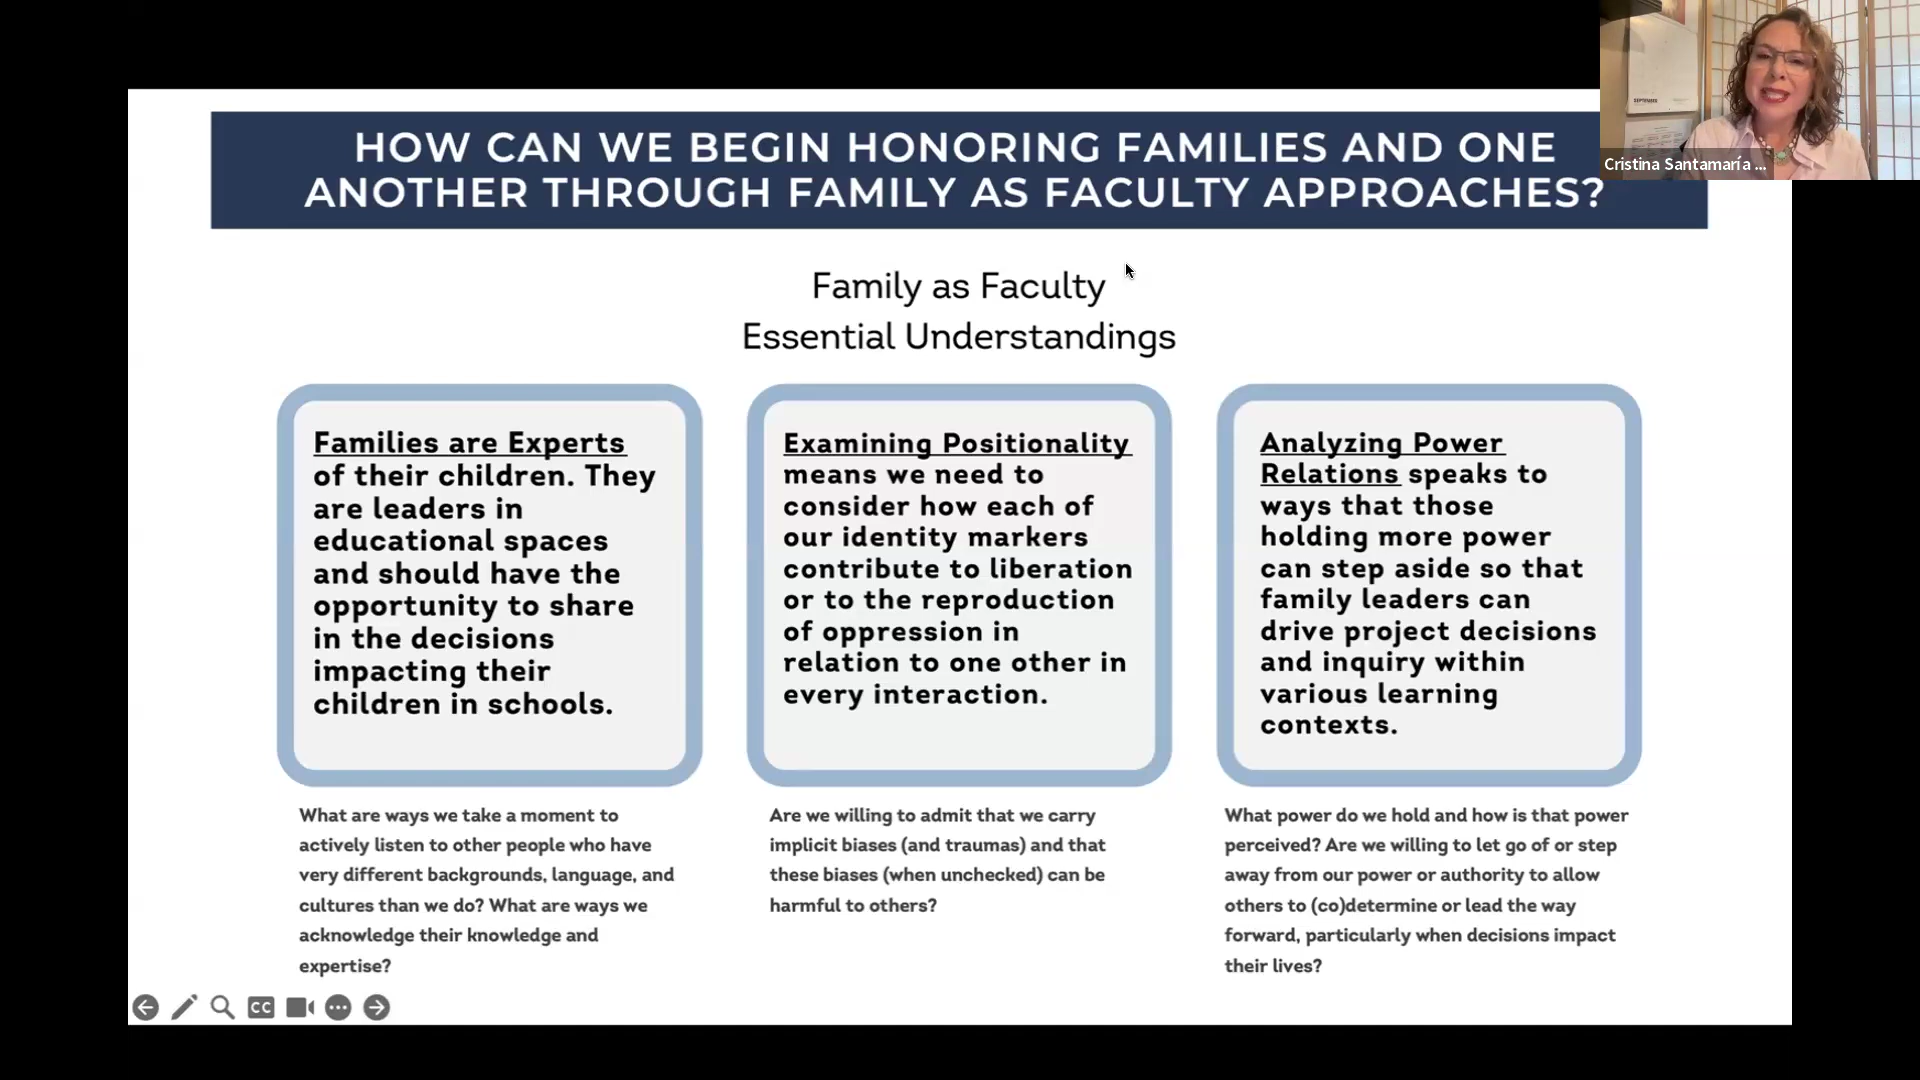 HOW CAN WE BEGIN HONORING FAMILIES AND ONE
ANOTHER THROUGH FAMILY AS FACULTY APPROACHES?
Cristina Santamaría ...
Family as Faculty
Essential Understandings
Families are Experts
of their children. They
are leaders in
educational spaces
and should have the
opportunity to share
in the decisions
impacting their
children in schools.
Examining Positionality
means we need to
consider how each of
our identity markers
contribute to liberation
or to the reproduction
of oppression in
relation to one other in
every interaction.
Analyzing Power
Relations speaks to
ways that those
holding more power
can step aside so that
family leaders can
drive project decisions
and inquiry within
various learning
contexts.
What are ways we take a moment to
actively listen to other people who have
very different backgrounds, language, and
cultures than we do? What are ways we
acknowledge their knowledge and
expertise?
Are we willing to admit that we carry
implicit biases (and traumas) and that
these biases (when unchecked) can be
harmful to others?
What power do we hold and how is that power
perceived? Are we willing to let go of or step
away from our power or authority to allow
others to (co)determine or lead the way
forward, particularly when decisions impact
their lives?
CC